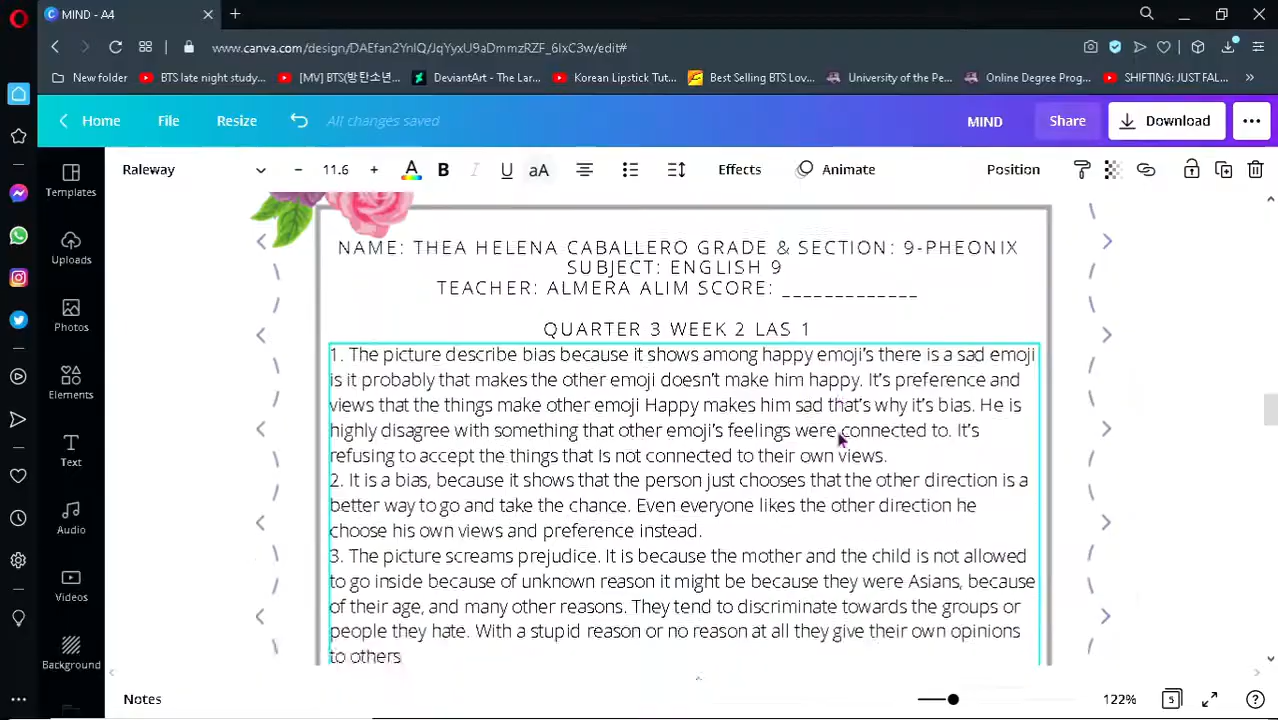 MIND - A4
www.canva.com/design/DAEfan2YnIQ/JqYyxU9aDmmzRZF_6IxC3w/edit#
New folder
BTS late night study...
[MV] BTS(방탄소년...
DeviantArt - The Lar...
Korean Lipstick Tut...
Best Selling BTS Lov...
University of the Pe...
Online Degree Prog...
SHIFTING: JUST FAL...
Home
File
Resize
All changes saved
MIND
Share
Download
Raleway
11.6
A
B
I
U
aA
Effects
Animate
Position
Templates
Uploads
Photos
Elements
Text
Audio
Videos
Background
NAME: THEA HELENA CABALLERO GRADE & SECTION: 9-PHEONIX
SUBJECT: ENGLISH 9
TEACHER: ALMERA ALIM SCORE: _____________
QUARTER 3 WEEK 2 LAS 1
1. The picture describe bias because it shows among happy emoji's there is a sad emoji
is it probably that makes the other emoji doesn't make him happy. It's preference and
views that the things make other emoji Happy makes him sad that's why it's bias. He is
highly disagree with something that other emoji's feelings were connected to. It's
refusing to accept the things that Is not connected to their own views.
2. It is a bias, because it shows that the person just chooses that the other direction is a
better way to go and take the chance. Even everyone likes the other direction he
choose his own views and preference instead.
3. The picture screams prejudice. It is because the mother and the child is not allowed
to go inside because of unknown reason it might be because they were Asians, because
of their age, and many other reasons. They tend to discriminate towards the groups or
people they hate. With a stupid reason or no reason at all they give their own opinions
to others
Notes
122%
5